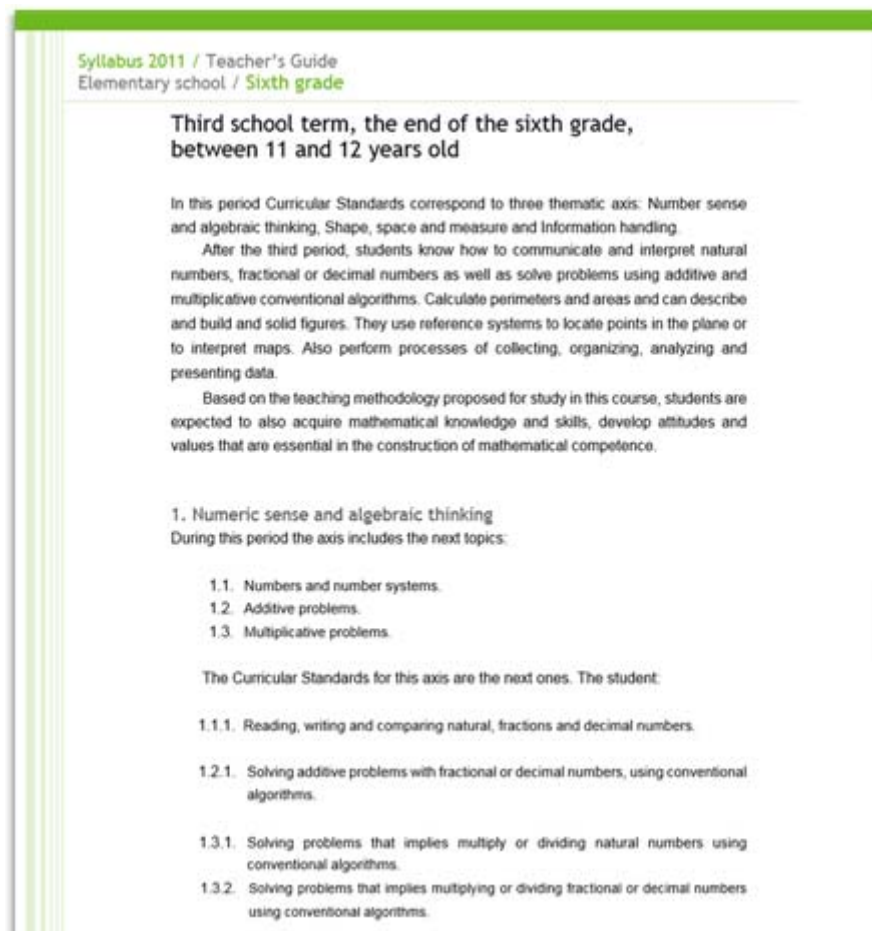 Syllabus 2011 / Teacher's Guide
Elementary school / Sixth grade
Third school term, the end of the sixth grade,
between 11 and 12 years old
In this period Curricular Standards correspond to three thematic axis: Number sense
and algebraic thinking, Shape, space and measure and Information handling.
After the third period, students know how to communicate and interpret natural
numbers, fractional or decimal numbers as well as solve problems using additive and
multiplicative conventional algorithms. Calculate perimeters and areas and can describe
and build and solid figures. They use reference systems to locate points in the plane or
to interpret maps. Also perform processes of collecting, organizing, analyzing and
presenting data.
Based on the teaching methodology proposed for study in this course, students are
expected to also acquire mathematical knowledge and skills, develop attitudes and
values that are essential in the construction of mathematical competence.
1. Numeric sense and algebraic thinking
During this period the axis includes the next topics:
1.1. Numbers and number systems.
1.2. Additive problems.
1.3. Multiplicative problems.
The Curricular Standards for this axis are the next ones. The student:
1.1.1. Reading, writing and comparing natural, fractions and decimal numbers.
1.2.1. Solving additive problems with fractional or decimal numbers, using conventional
algorithms.
1.3.1. Solving problems that implies multiply or dividing natural numbers using
conventional algorithms.
1.3.2. Solving problems that implies multiplying or dividing fractional or decimal numbers
using conventional algorithms.